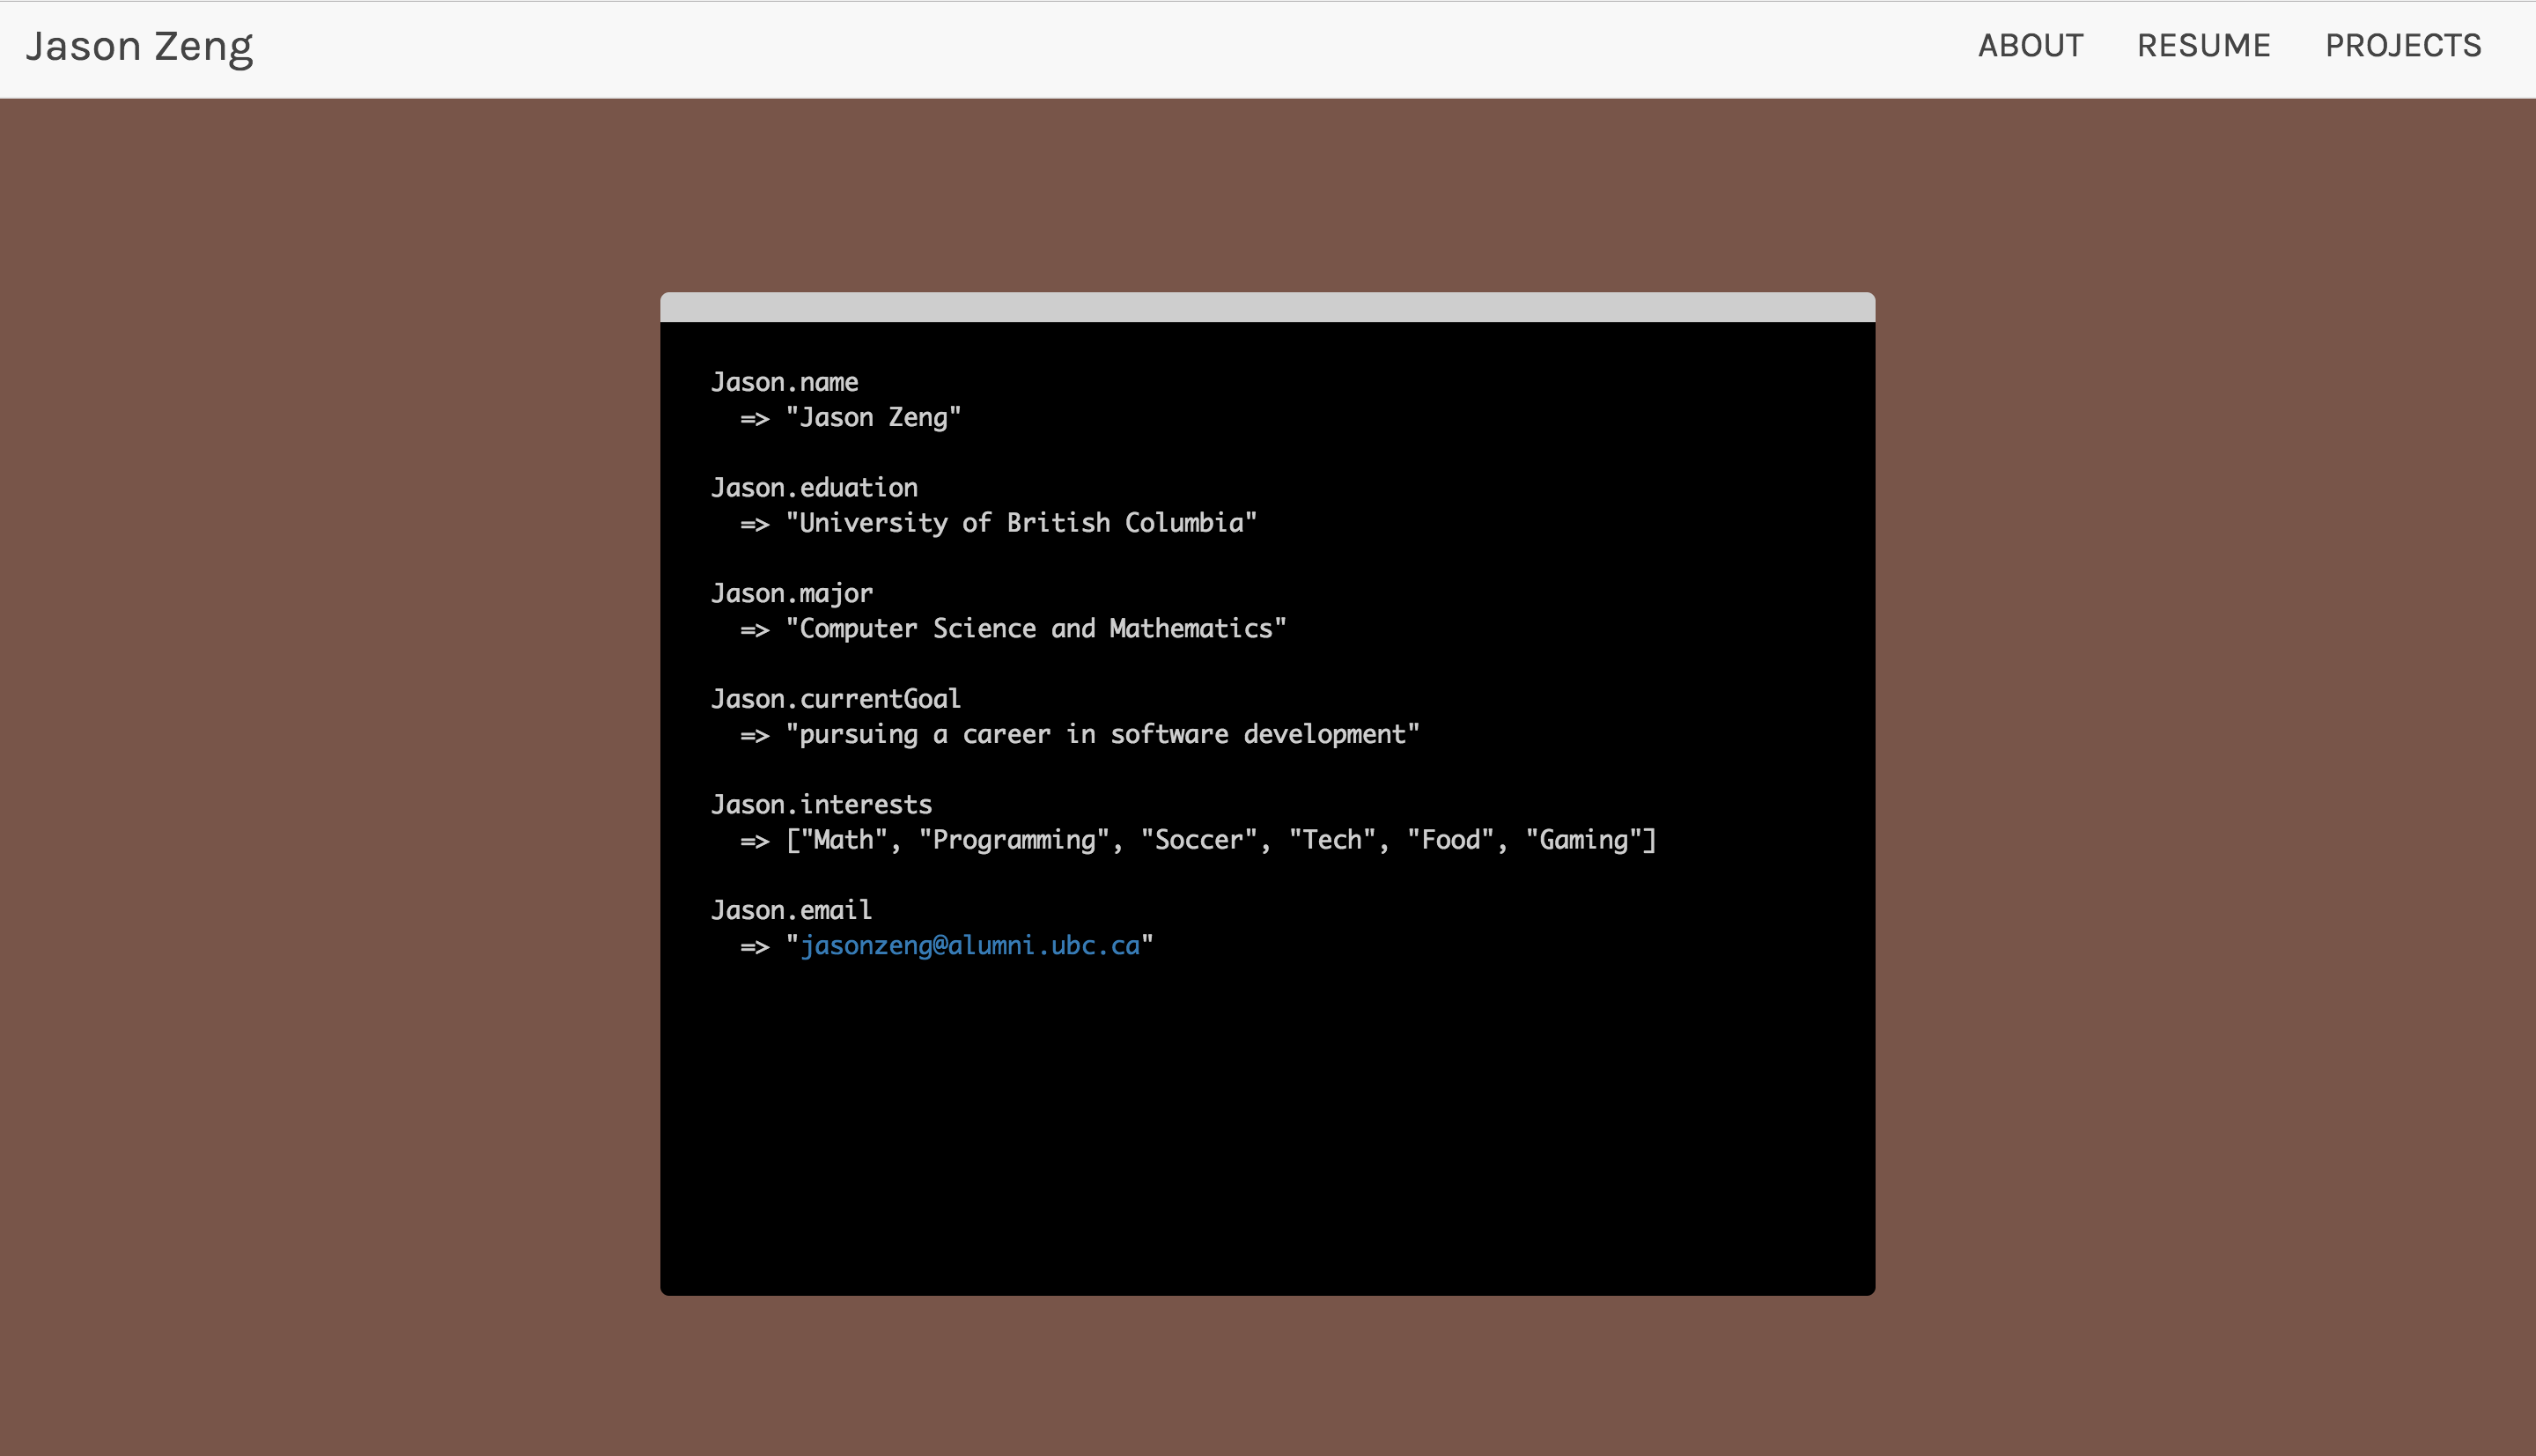 Jason Zeng
ABOUT RESUME PROJECTS
Jason.name
=> "Jason Zeng"
Jason.eduation
=> "University of British Columbia"
Jason.major
=> "Computer Science and Mathematics"
Jason.currentGoal
=> "pursuing a career in software development"
Jason.interests
=> ["Math", "Programming", "Soccer", "Tech", "Food", "Gaming"]
Jason.email
=> "jasonzeng@alumni.ubc.ca"